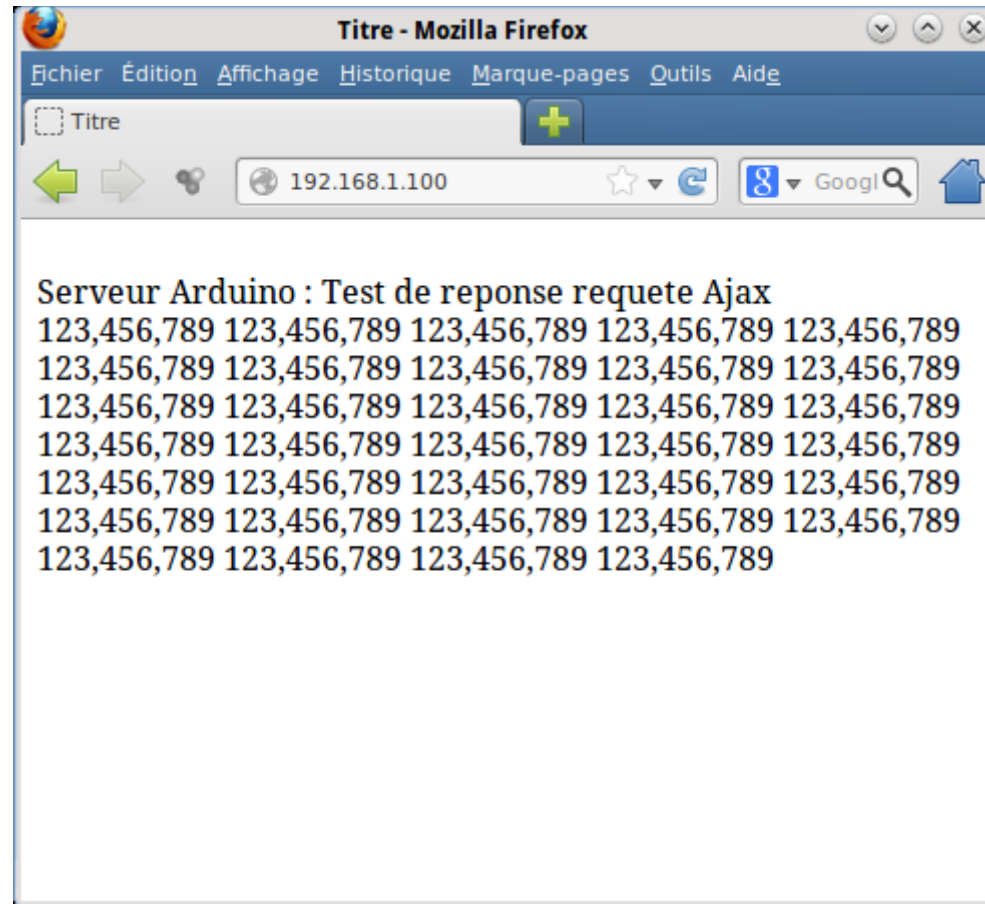 Titre - Mozilla Firefox
Fichier Édition Affichage Historique Marque-pages Outils Aide
Titre
192.168.1.100
8 Googl
Serveur Arduino : Test de reponse requete Ajax
123,456,789 123,456,789 123,456,789 123,456,789 123,456,789
123,456,789 123,456,789 123,456,789 123,456,789 123,456,789
123,456,789 123,456,789 123,456,789 123,456,789 123,456,789
123,456,789 123,456,789 123,456,789 123,456,789 123,456,789
123,456,789 123,456,789 123,456,789 123,456,789 123,456,789
123,456,789 123,456,789 123,456,789 123,456,789 123,456,789
123,456,789 123,456,789 123,456,789 123,456,789